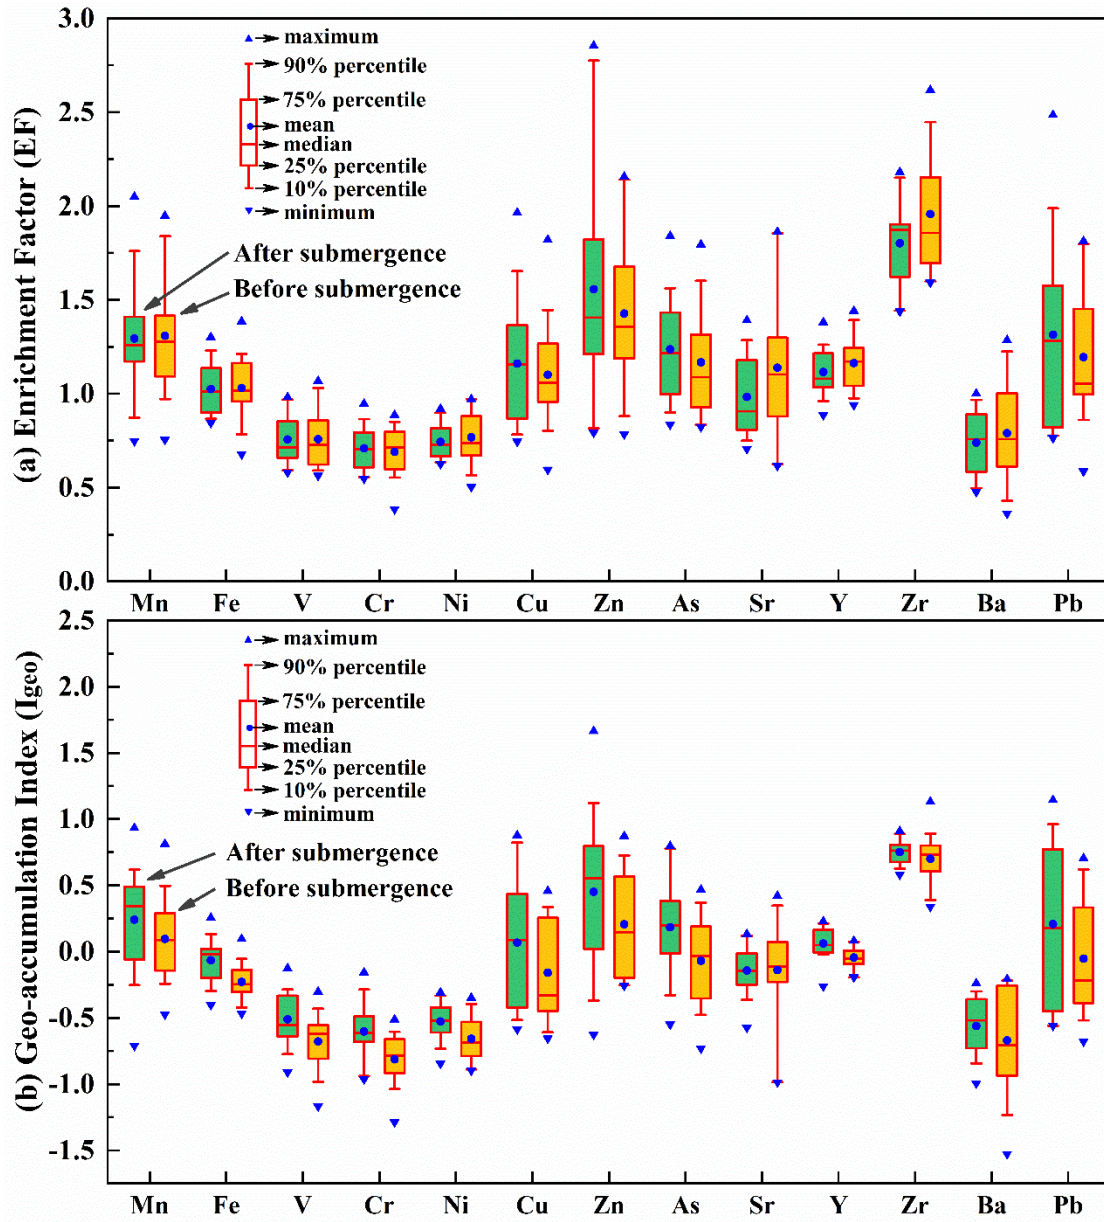 (a) Enrichment Factor (EF)
3.0
2.5
2.0
1.5
1.0
0.5
0.0
maximum
90% percentile
75% percentile
mean
median
25% percentile
10% percentile
minimum
After submergence
Before submergence
Mn Fe V Cr Ni Cu Zn As Sr Y Zr Ba Pb
(b) Geo-accumulation Index (Igeo)
2.5
2.0
1.5
1.0
0.5
0.0
-0.5
-1.0
-1.5
maximum
90% percentile
75% percentile
mean
median
25% percentile
10% percentile
minimum
After submergence
Before submergence
Mn Fe V Cr Ni Cu Zn As Sr Y Zr Ba Pb